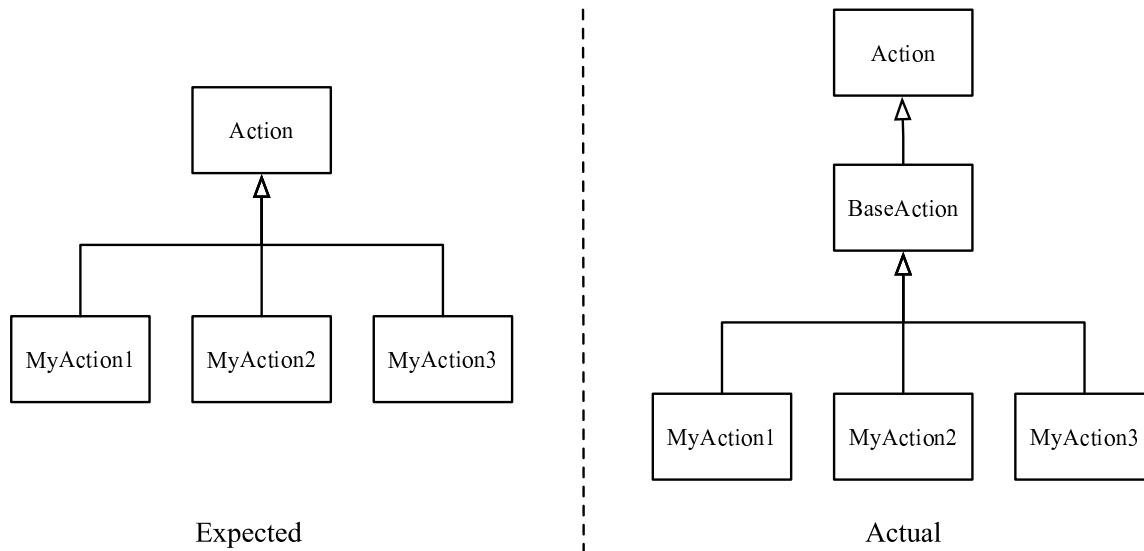 Action
MyAction1
MyAction2
MyAction3
Expected
Action
BaseAction
MyAction1
MyAction2
MyAction3
Actual